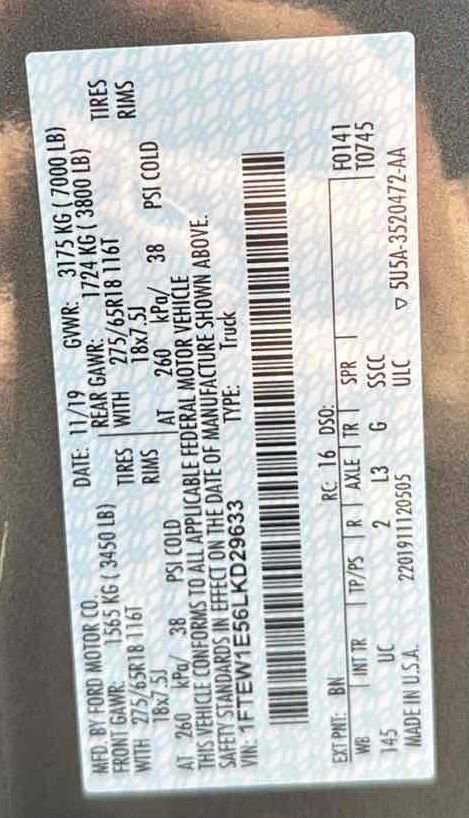 MFD. BY FORD MOTOR CO.
DATE: 11/19 GVWR: 3175 KG ( 7000 LB)
FRONT GAWR: 1565 KG ( 3450 LB)
REAR GAWR: 1724 KG ( 3800 LB)
WITH 275/65R18 116T TIRES WITH 275/65R18 116T TIRES
18x7.5J RIMS 18x7.5J RIMS
AT 260 kPa/ 38 PSI COLD AT 260 kPa/ 38 PSI COLD
THIS VEHICLE CONFORMS TO ALL APPLICABLE FEDERAL MOTOR VEHICLE
SAFETY STANDARDS IN EFFECT ON THE DATE OF MANUFACTURE SHOWN ABOVE.
VIN: 1FTEW1E56LKD29633 TYPE: Truck
EXT PNT: BN RC: 16 DSO: F0141
WB INT TR TP/PS R AXLE TR SPR T0745
145 UC 2 L3 G SSCC
MADE IN U.S.A. 2201911120505 ULC ▽ 5U5A-3520472-AA